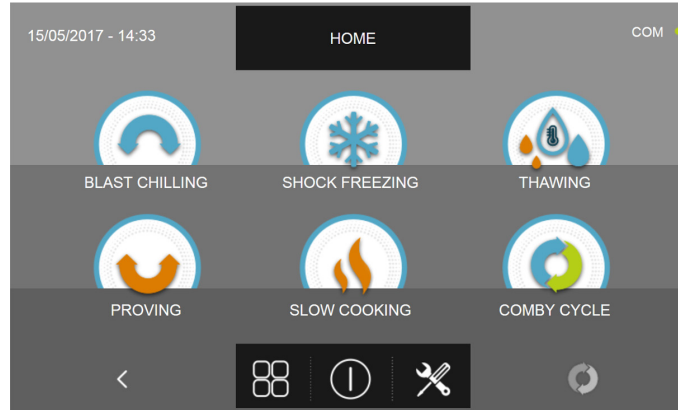 15/05/2017 - 14:33
HOME
COM
BLAST CHILLING
SHOCK FREEZING
THAWING
PROVING
SLOW COOKING
COMBY CYCLE